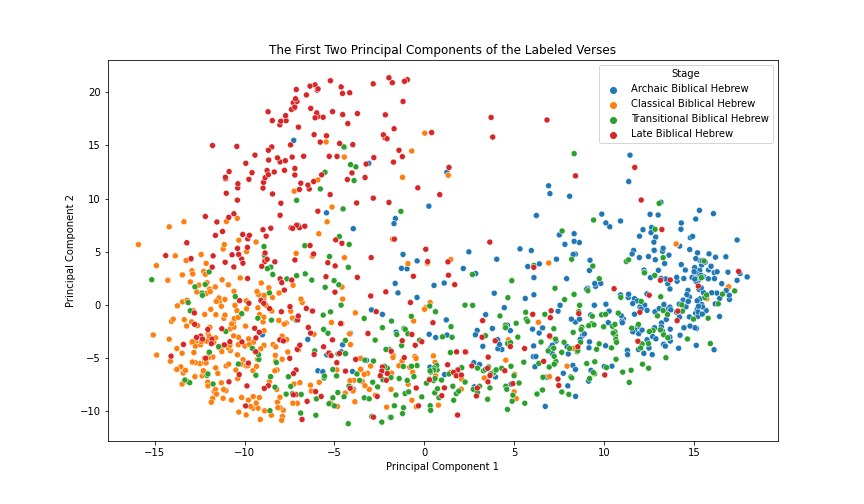 The First Two Principal Components of the Labeled Verses
Stage
Archaic Biblical Hebrew
Classical Biblical Hebrew
Transitional Biblical Hebrew
Late Biblical Hebrew
20
15
10
5
0
−5
−10
Principal Component 2
−15
−10
−5
0
5
10
15
Principal Component 1